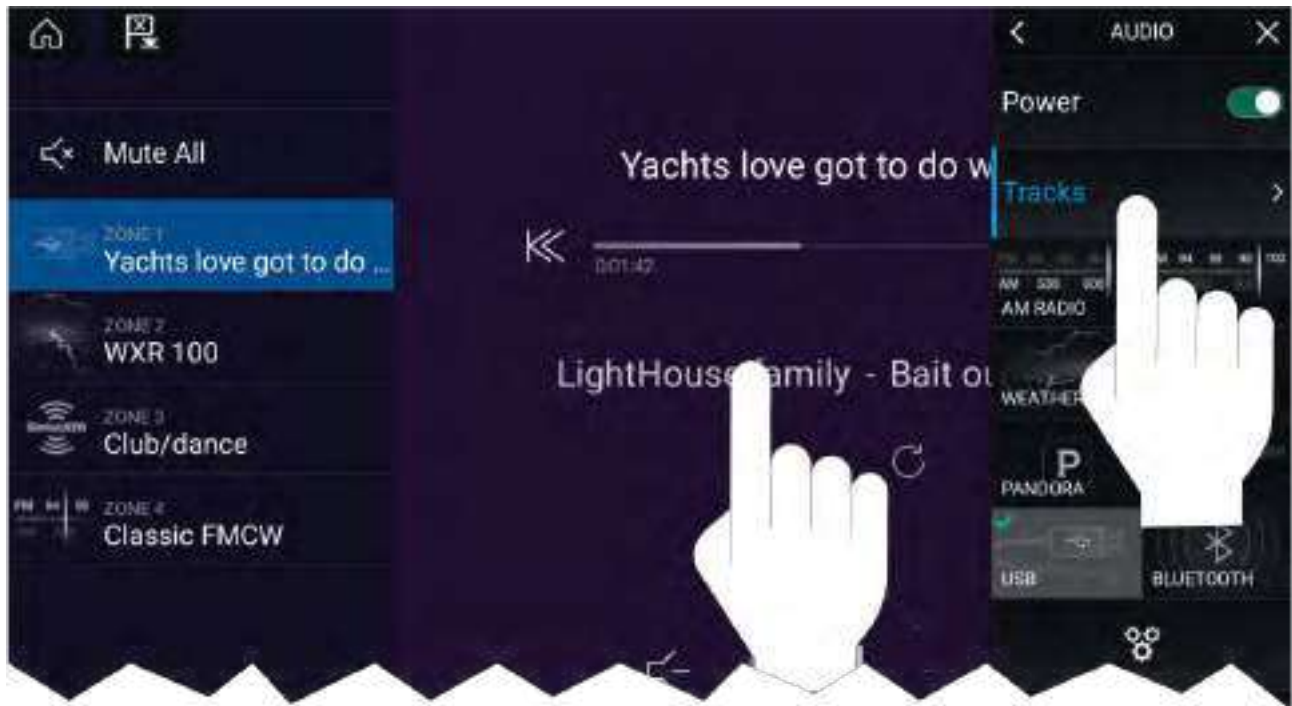 AUDIO
Power
Mute All
Tracks
ZONE 1
Yachts love got to do ...
ZONE 2
WXR 100
ZONE 3
Club/dance
ZONE 4
Classic FMCW
Yachts love got to do w
0:01:42
LightHouse family - Bait ou
AM
AM RADIO
WEATHER
P
PANDORA
USB
BLUETOOTH